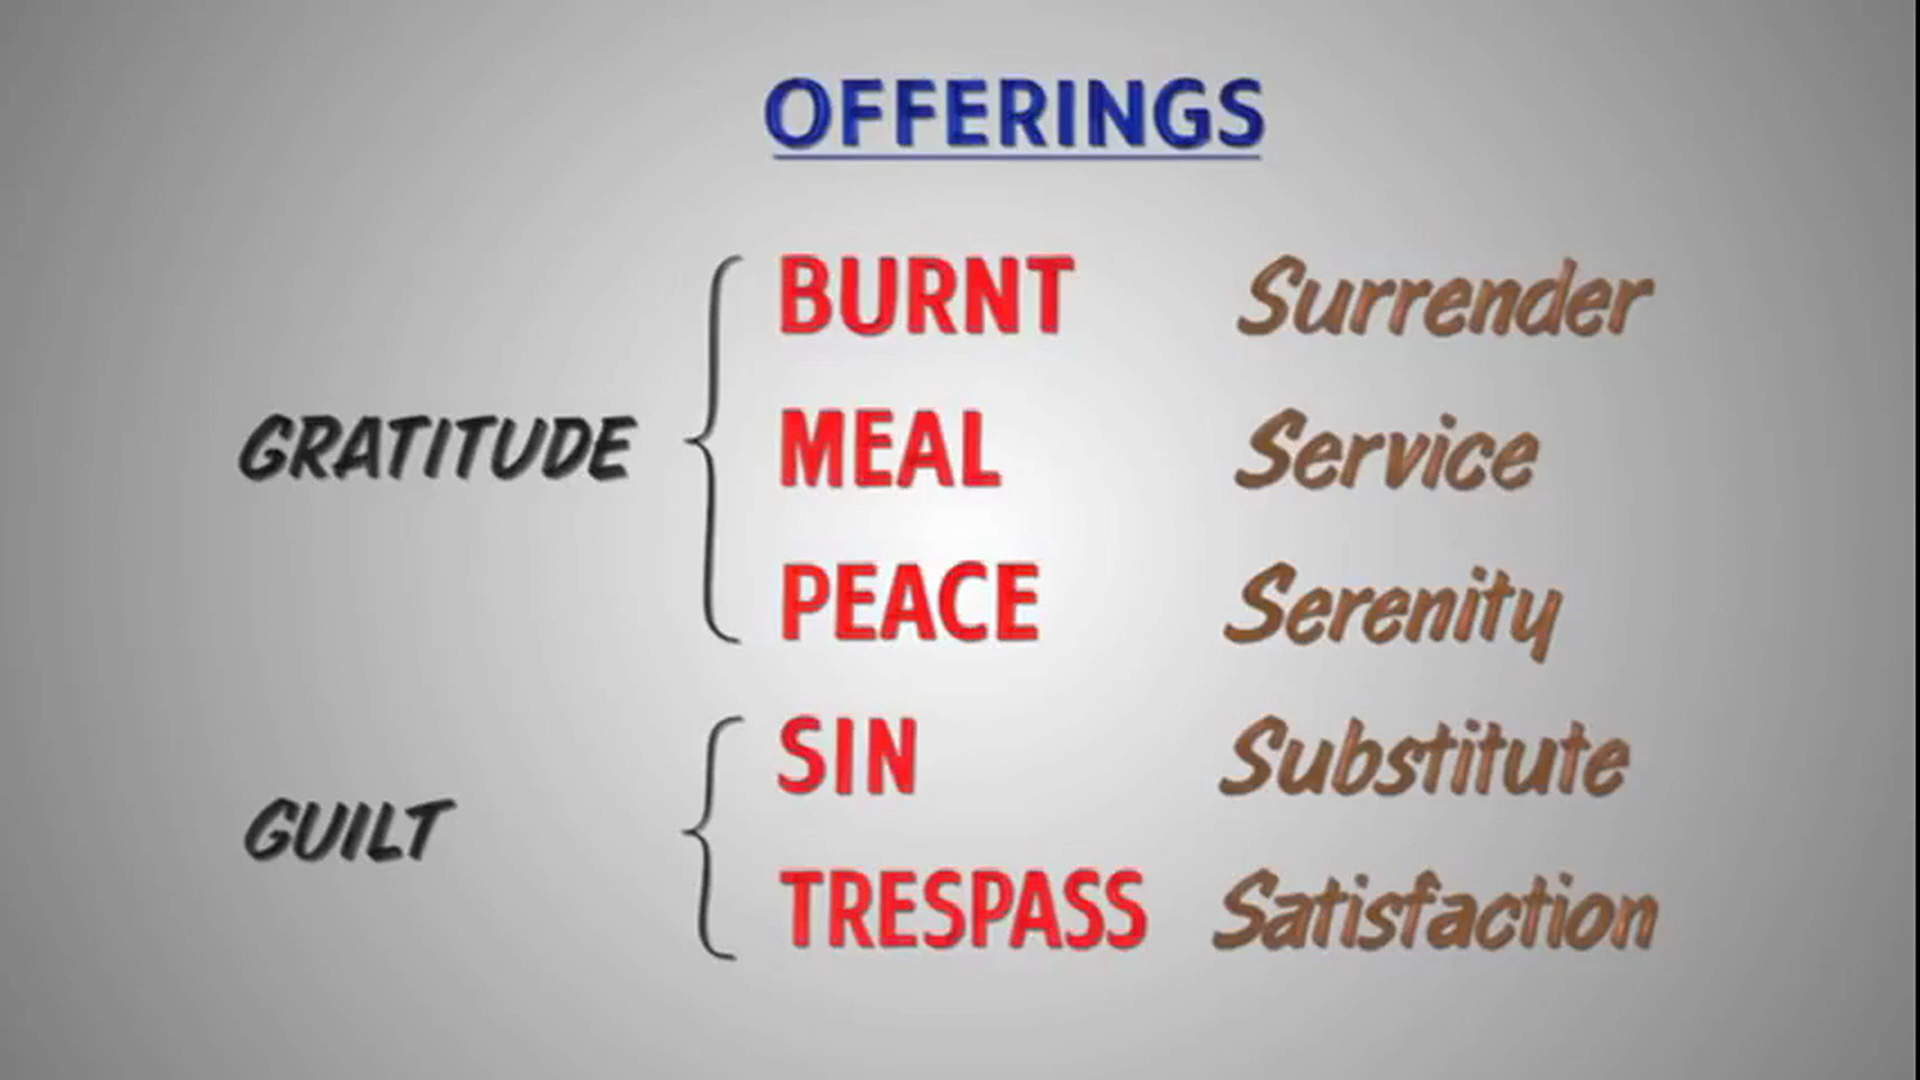 OFFERINGS
BURNT Surrender
GRATITUDE MEAL Service
PEACE Serenity
SIN Substitute
GUILT
TRESPASS Satisfaction